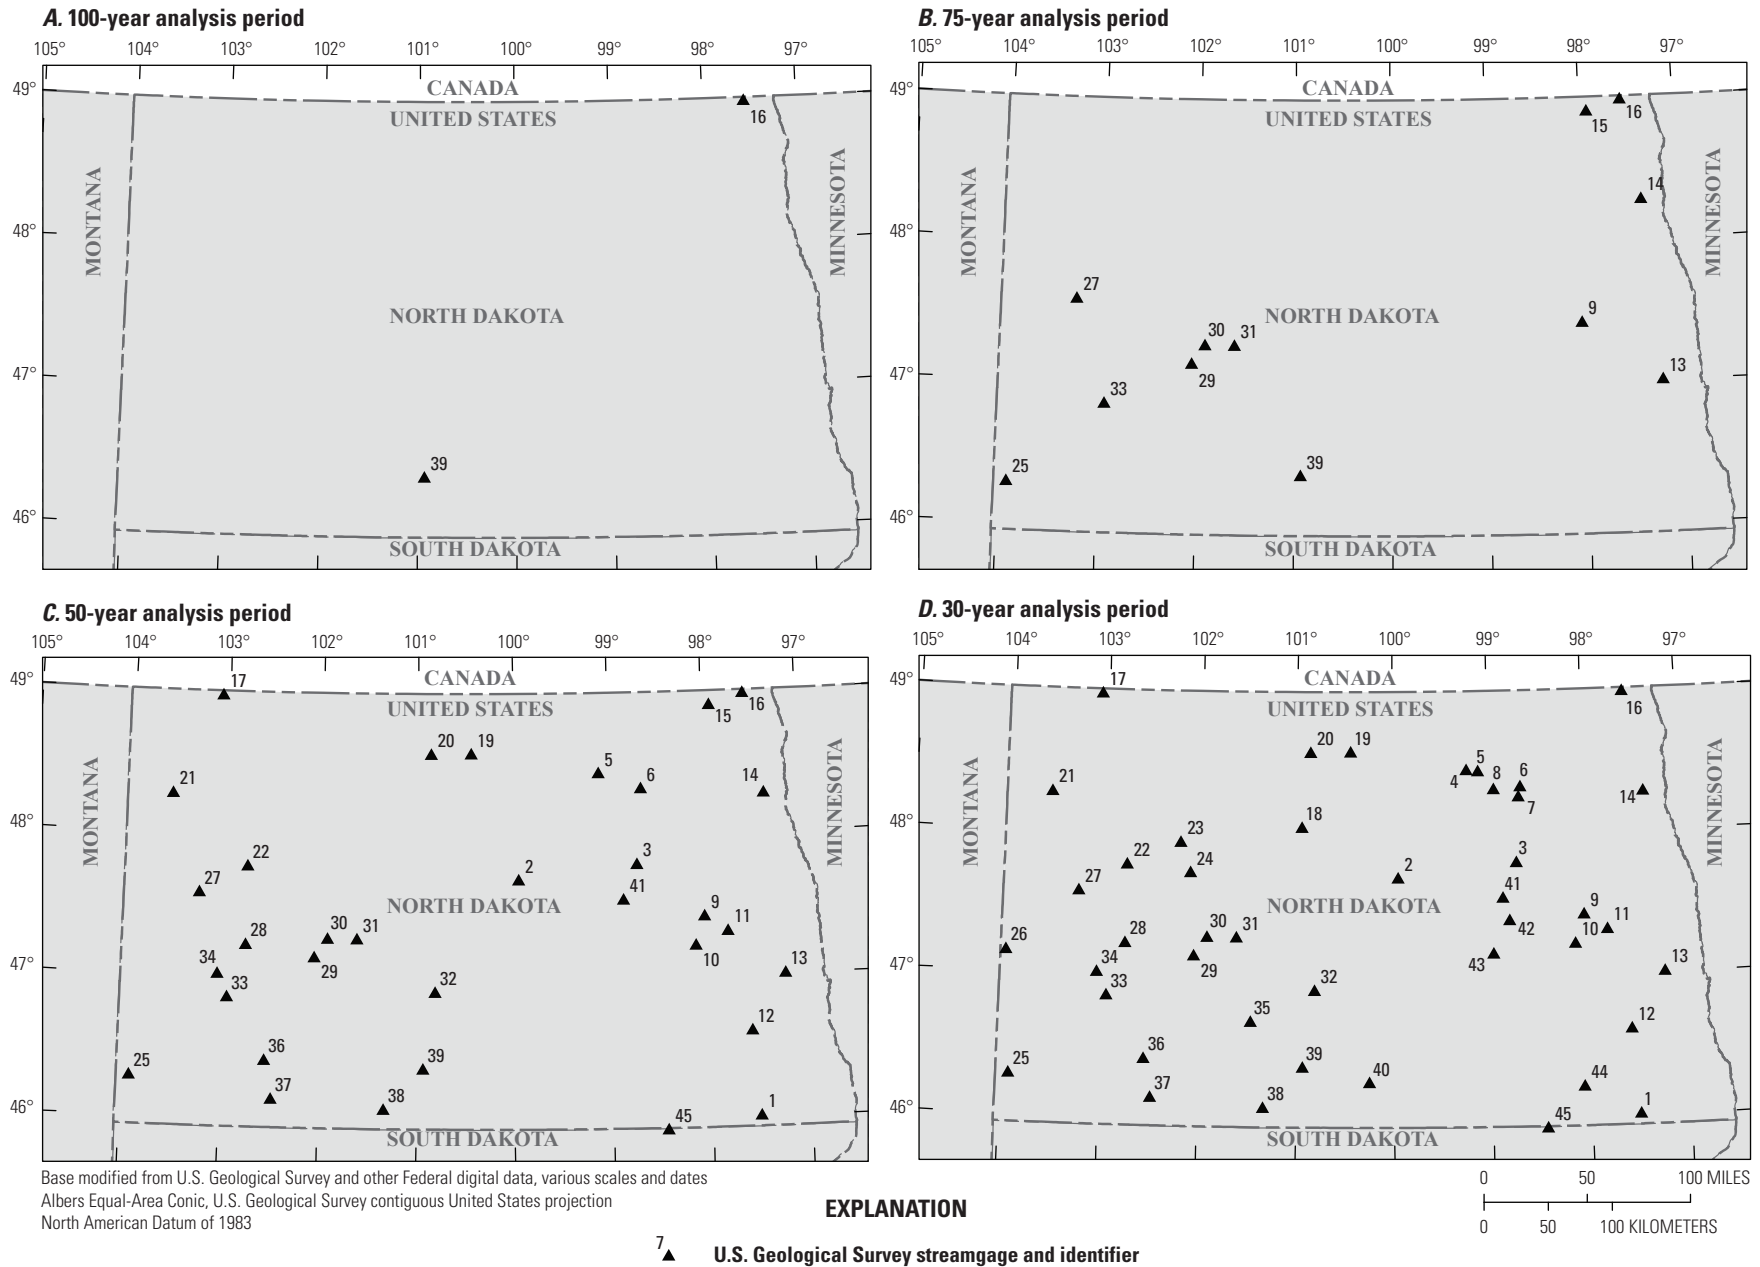 A. 100-year analysis period
105° 104° 103° 102° 101° 100° 99° 98° 97°
49°
48°
47°
46°
CANADA
UNITED STATES
MONTANA
MINNESOTA
NORTH DAKOTA
SOUTH DAKOTA
16
39
B. 75-year analysis period
105° 104° 103° 102° 101° 100° 99° 98° 97°
49°
48°
47°
46°
CANADA
UNITED STATES
MONTANA
MINNESOTA
NORTH DAKOTA
SOUTH DAKOTA
16
15
14
27
9
30 31
29
13
33
25
39
C. 50-year analysis period
105° 104° 103° 102° 101° 100° 99° 98° 97°
49°
48°
47°
46°
CANADA
UNITED STATES
MONTANA
MINNESOTA
NORTH DAKOTA
SOUTH DAKOTA
17
16
15
20 19
5
6
14
21
22
3
2
27
41
9
11
28
30 31
10
34
29
13
33
32
12
36
39
25
37
38
1
45
D. 30-year analysis period
105° 104° 103° 102° 101° 100° 99° 98° 97°
49°
48°
47°
46°
CANADA
UNITED STATES
MONTANA
MINNESOTA
NORTH DAKOTA
SOUTH DAKOTA
17
16
20 19
5
4
8
6
7
14
21
18
23
22
24
3
2
27
41
9
11
42
10
26
28
30 31
43
34
29
13
33
32
35
12
36
39
25
40
44
37
38
1
45
Base modified from U.S. Geological Survey and other Federal digital data, various scales and dates
Albers Equal-Area Conic, U.S. Geological Survey contiguous United States projection
North American Datum of 1983
0 50 100 MILES
0 50 100 KILOMETERS
EXPLANATION
7
U.S. Geological Survey streamgage and identifier